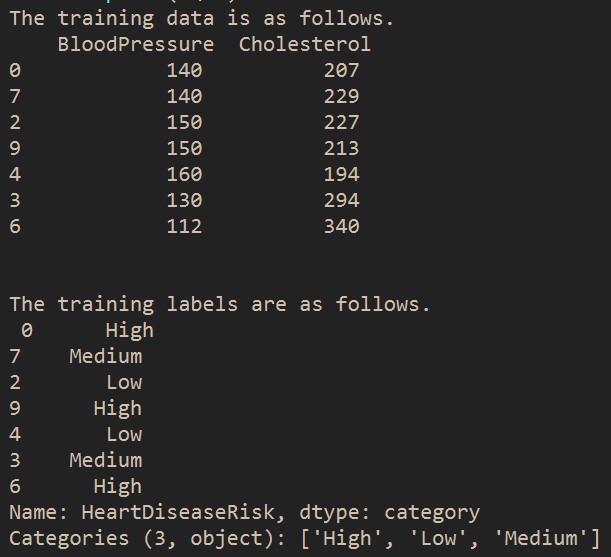 The training data is as follows.
BloodPressure Cholesterol
0 140 207
7 140 229
2 150 227
9 150 213
4 160 194
3 130 294
6 112 340
The training labels are as follows.
0 High
7 Medium
2 Low
9 High
4 Low
3 Medium
6 High
Name: HeartDiseaseRisk, dtype: category
Categories (3, object): ['High', 'Low', 'Medium']